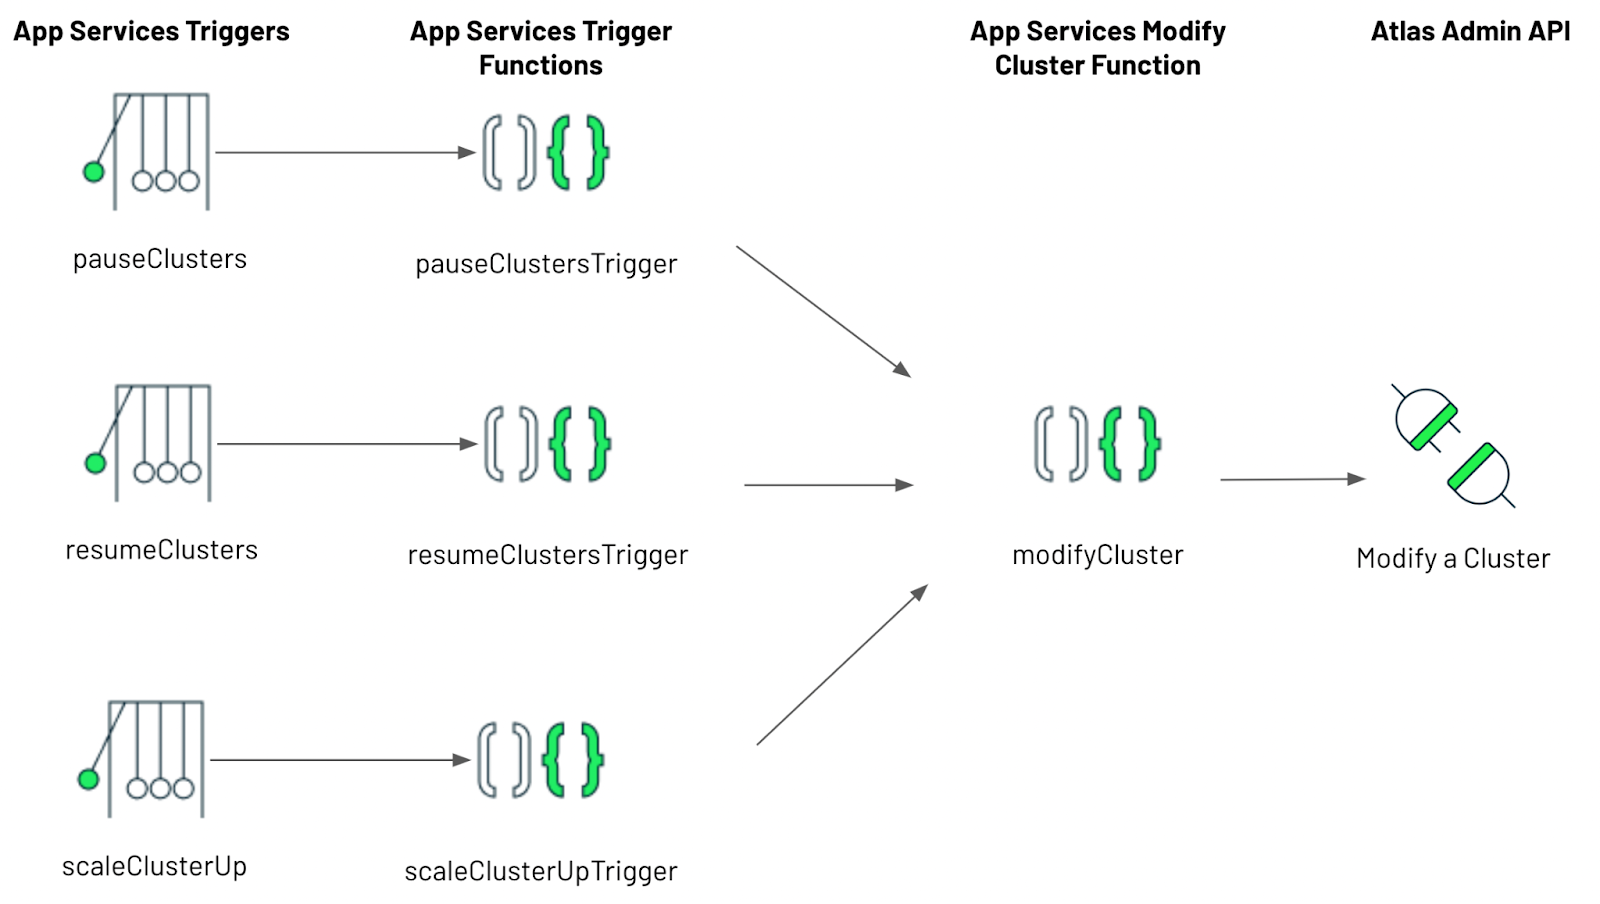 App Services Triggers
App Services Trigger
Functions
App Services Modify
Cluster Function
Atlas Admin API
pauseClusters
pauseClustersTrigger
resumeClusters
resumeClustersTrigger
modifyCluster
Modify a Cluster
scaleClusterUp
scaleClusterUpTrigger